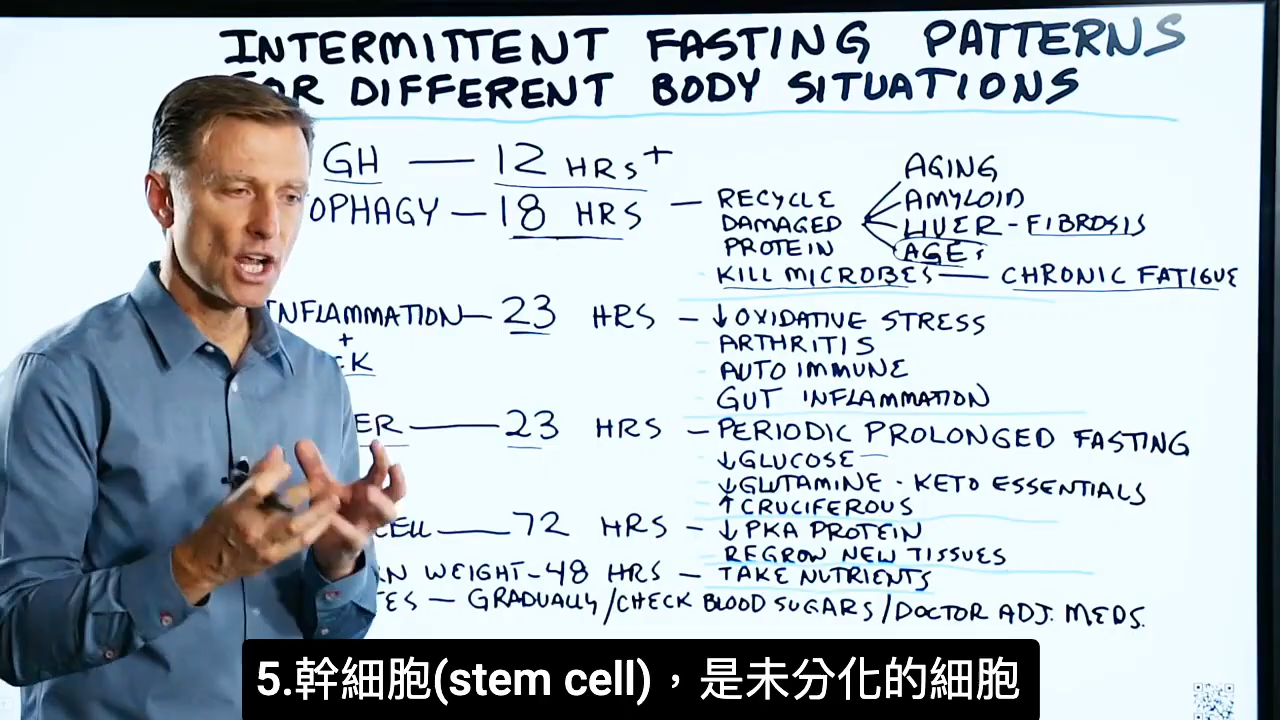 INTERMITTENT FASTING PATTERNS
FOR DIFFERENT BODY SITUATIONS
GH — 12 HRS+
OPHAGY — 18 HRS — RECYCLE DAMAGED PROTEIN
AGING
AMYLOID
LIVER - FIBROSIS
AGEs
KILL MICROBES — CHRONIC FATIGUE
INFLAMMATION — 23 HRS — ↓ OXIDATIVE STRESS
+
CK
ARTHRITIS
AUTO IMMUNE
GUT INFLAMMATION
ER — 23 HRS — PERIODIC PROLONGED FASTING
↓ GLUCOSE —
↓ GLUTAMINE - KETO ESSENTIALS
↑ CRUCIFEROUS
CELL — 72 HRS — ↓ PKA PROTEIN
REGROW NEW TISSUES
N WEIGHT - 48 HRS — TAKE NUTRIENTS
TES — GRADUALLY/CHECK BLOOD SUGARS/DOCTOR ADJ. MEDS.
5.幹細胞(stem cell)，是未分化的細胞